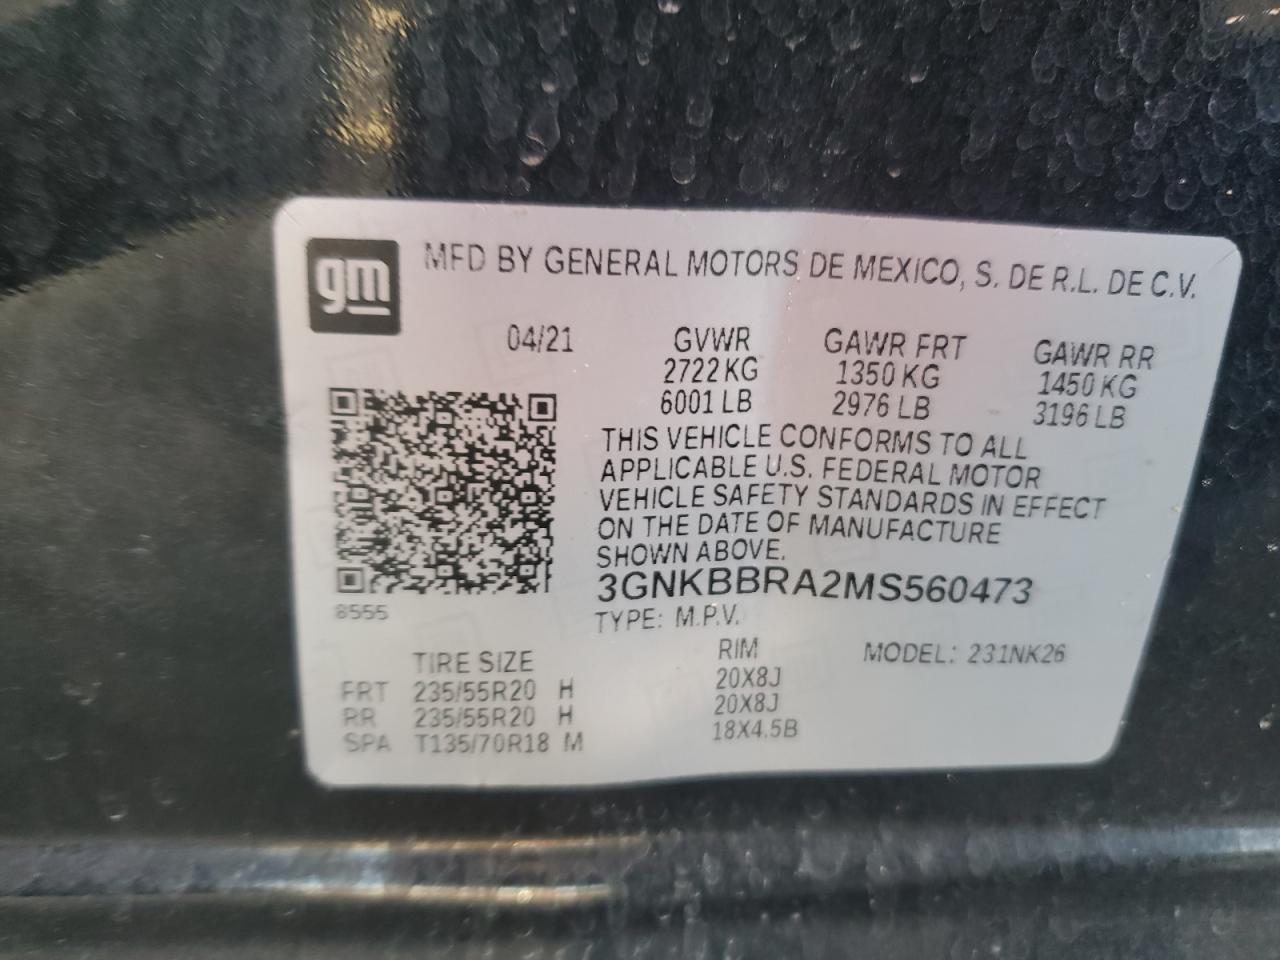 gm
MFD BY GENERAL MOTORS DE MEXICO, S. DE R.L. DE C.V.
04/21 GVWR GAWR FRT GAWR RR
2722 KG 1350 KG 1450 KG
6001 LB 2976 LB 3196 LB
THIS VEHICLE CONFORMS TO ALL
APPLICABLE U.S. FEDERAL MOTOR
VEHICLE SAFETY STANDARDS IN EFFECT
ON THE DATE OF MANUFACTURE
SHOWN ABOVE.
3GNKBBRA2MS560473
8555
TYPE: M.P.V.
TIRE SIZE RIM MODEL: 231NK26
FRT 235/55R20 H 20X8J
RR 235/55R20 H 20X8J
SPA T135/70R18 M 18X4.5B